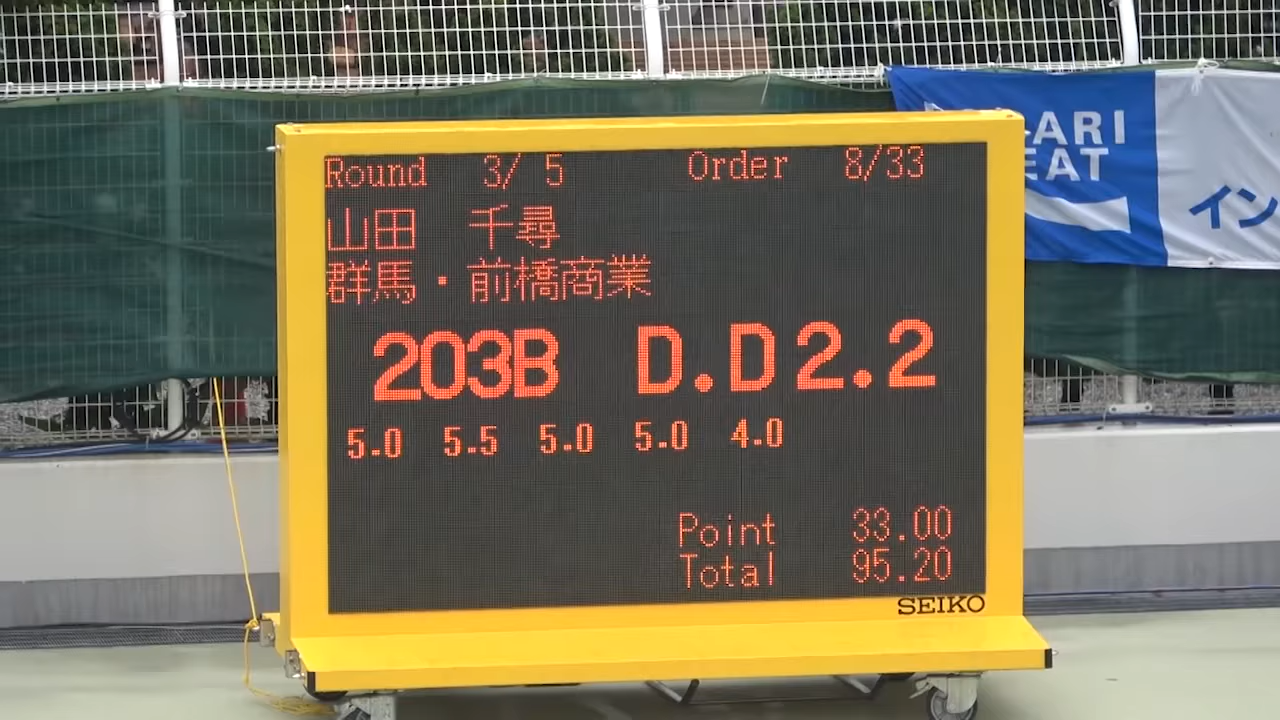 Round 3/ 5 Order 8/33
山田 千尋
群馬・前橋商業
203B D.D 2.2
5.0 5.5 5.0 5.0 4.0
Point 33.00
Total 95.20
SEIKO
イン